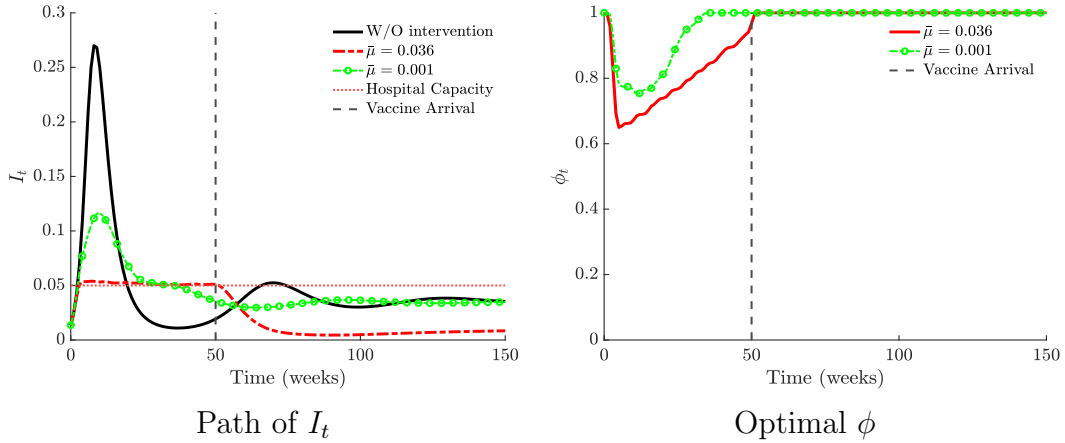 0.3
0.25
0.2
0.15
0.1
0.05
0
I_t
W/O intervention
μ̄ = 0.036
μ̄ = 0.001
Hospital Capacity
Vaccine Arrival
0 50 100 150
Time (weeks)
Path of I_t
1
0.8
0.6
0.4
0.2
0
ϕ_t
μ̄ = 0.036
μ̄ = 0.001
Vaccine Arrival
0 50 100 150
Time (weeks)
Optimal ϕ